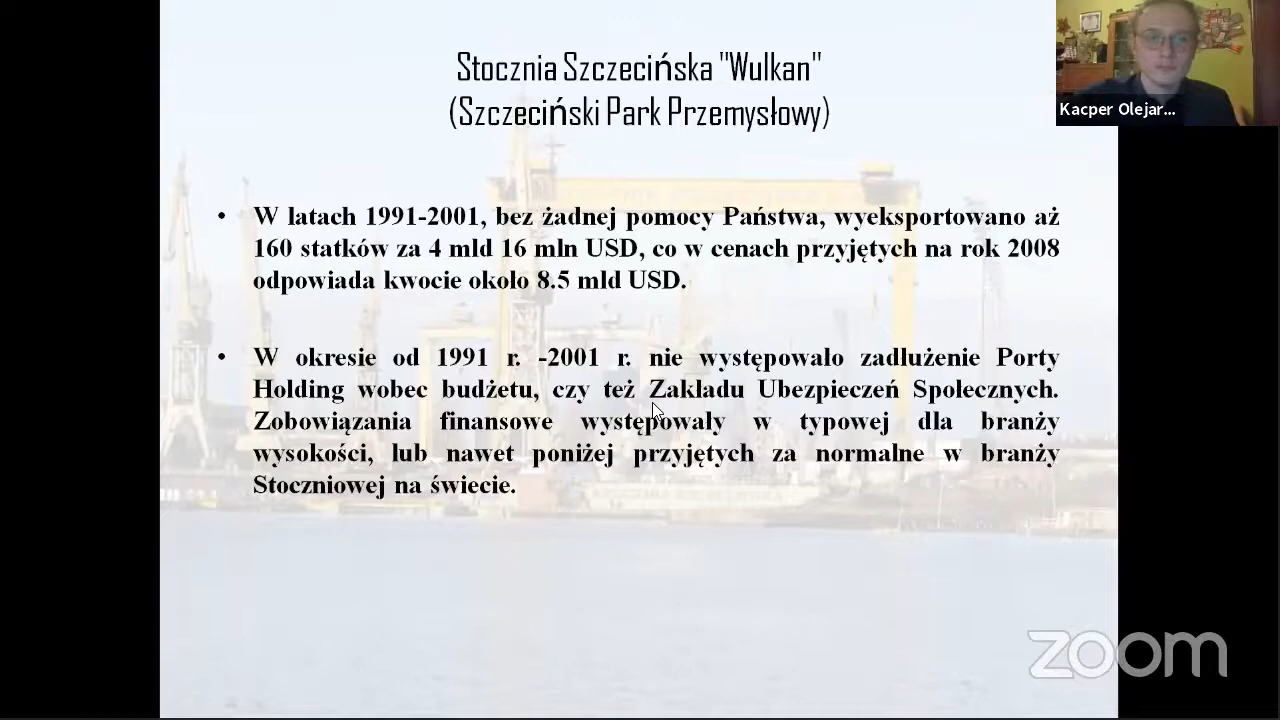 Stocznia Szczecińska "Wulkan"
(Szczeciński Park Przemysłowy)
Kacper Olejar...
• W latach 1991-2001, bez żadnej pomocy Państwa, wyeksportowano aż
160 statków za 4 mld 16 mln USD, co w cenach przyjętych na rok 2008
odpowiada kwocie około 8.5 mld USD.
• W okresie od 1991 r. -2001 r. nie występowało zadłużenie Porty
Holding wobec budżetu, czy też Zakładu Ubezpieczeń Społecznych.
Zobowiązania finansowe występowały w typowej dla branży
wysokości, lub nawet poniżej przyjętych za normalne w branży
Stoczniowej na świecie.
zoom